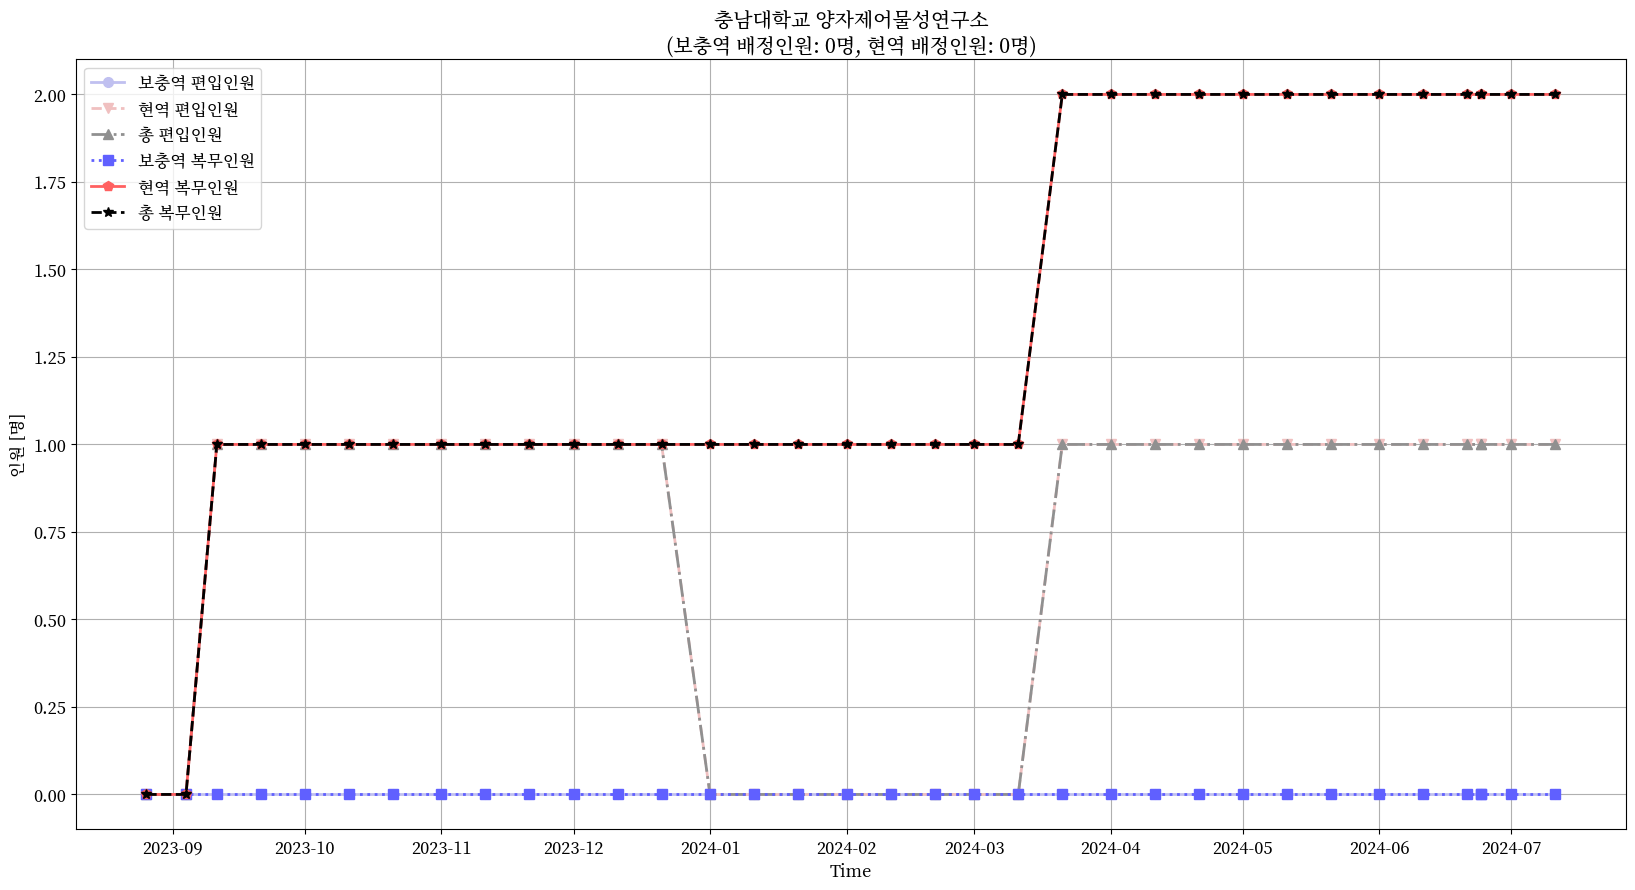 충남대학교 양자제어물성연구소
(보충역 배정인원: 0명, 현역 배정인원: 0명)
보충역 편입인원
현역 편입인원
총 편입인원
보충역 복무인원
현역 복무인원
총 복무인원
2.00
1.75
1.50
1.25
1.00
0.75
0.50
0.25
0.00
인원 [명]
2023-09 2023-10 2023-11 2023-12 2024-01 2024-02 2024-03 2024-04 2024-05 2024-06 2024-07
Time